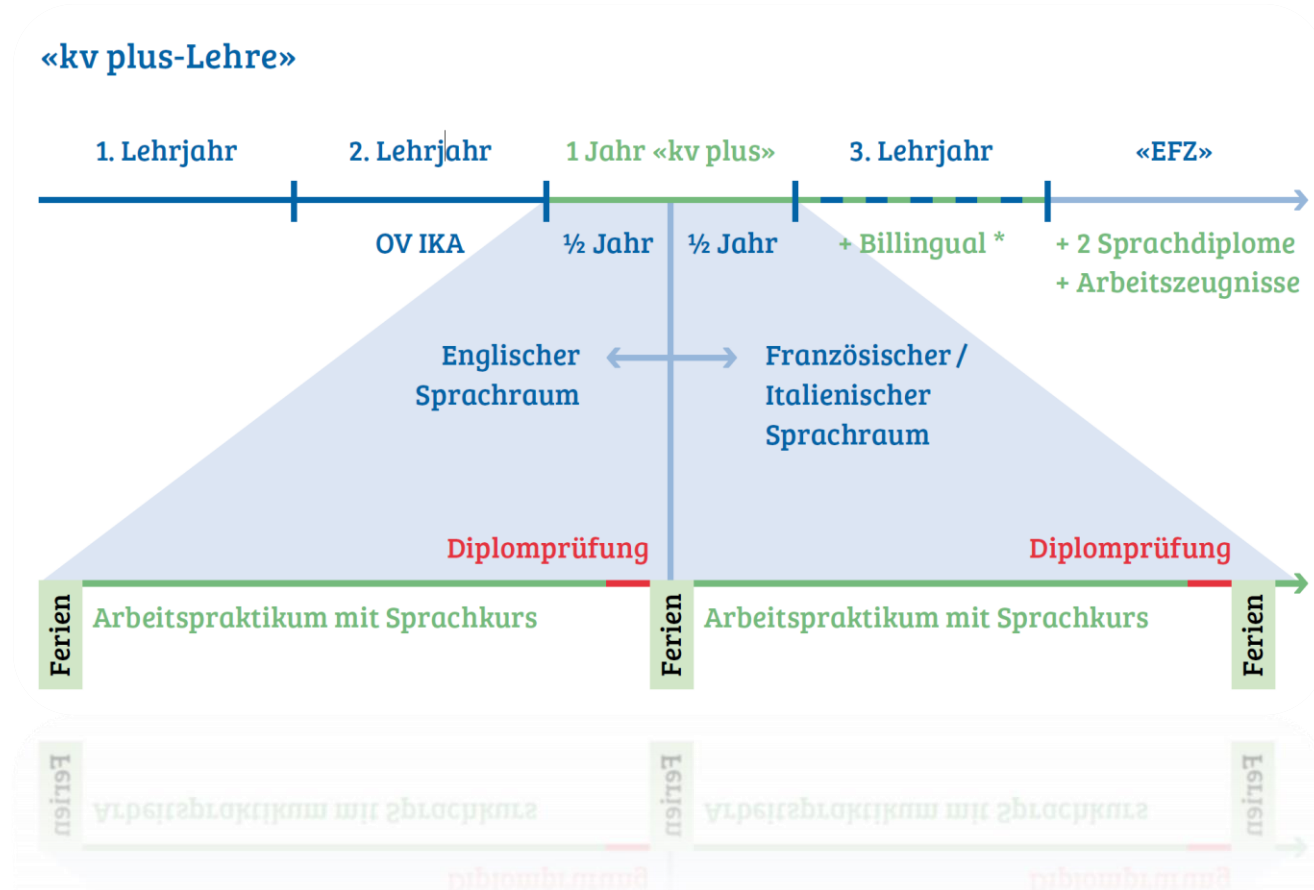 «kv plus-Lehre»
1. Lehrjahr
2. Lehrjahr
1 Jahr «kv plus»
3. Lehrjahr
«EFZ»
OV IKA
½ Jahr
½ Jahr
+ Billingual *
+ 2 Sprachdiplome
+ Arbeitszeugnisse
Englischer
Sprachraum
Französischer /
Italienischer
Sprachraum
Diplomprüfung
Diplomprüfung
Ferien
Arbeitspraktikum mit Sprachkurs
Ferien
Arbeitspraktikum mit Sprachkurs
Ferien